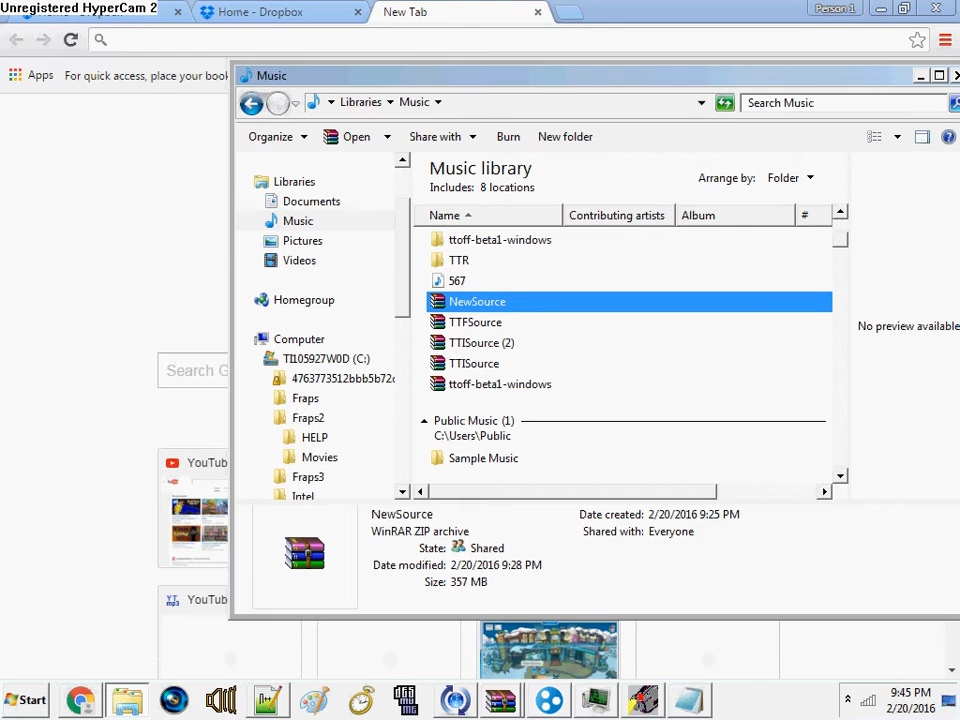 Unregistered HyperCam 2
Home - Dropbox
New Tab
Person 1
Apps
For quick access, place your book
Music
Libraries
Music
Search Music
Organize
Open
Share with
Burn
New folder
Libraries
Documents
Music
Pictures
Videos
Homegroup
Computer
TI105927W0D (C:)
4763773512bbb5b72c
Fraps
Fraps2
HELP
Movies
Fraps3
Intel
Music library
Includes: 8 locations
Arrange by: Folder
Name
Contributing artists
Album
#
ttoff-beta1-windows
TTR
567
NewSource
TTFSource
TTISource (2)
TTISource
ttoff-beta1-windows
Public Music (1)
C:\Users\Public
Sample Music
No preview available
Search G
YouTub
YouTub
NewSource
WinRAR ZIP archive
State: Shared
Date modified: 2/20/2016 9:28 PM
Size: 357 MB
Date created: 2/20/2016 9:25 PM
Shared with: Everyone
Start
9:45 PM
2/20/2016